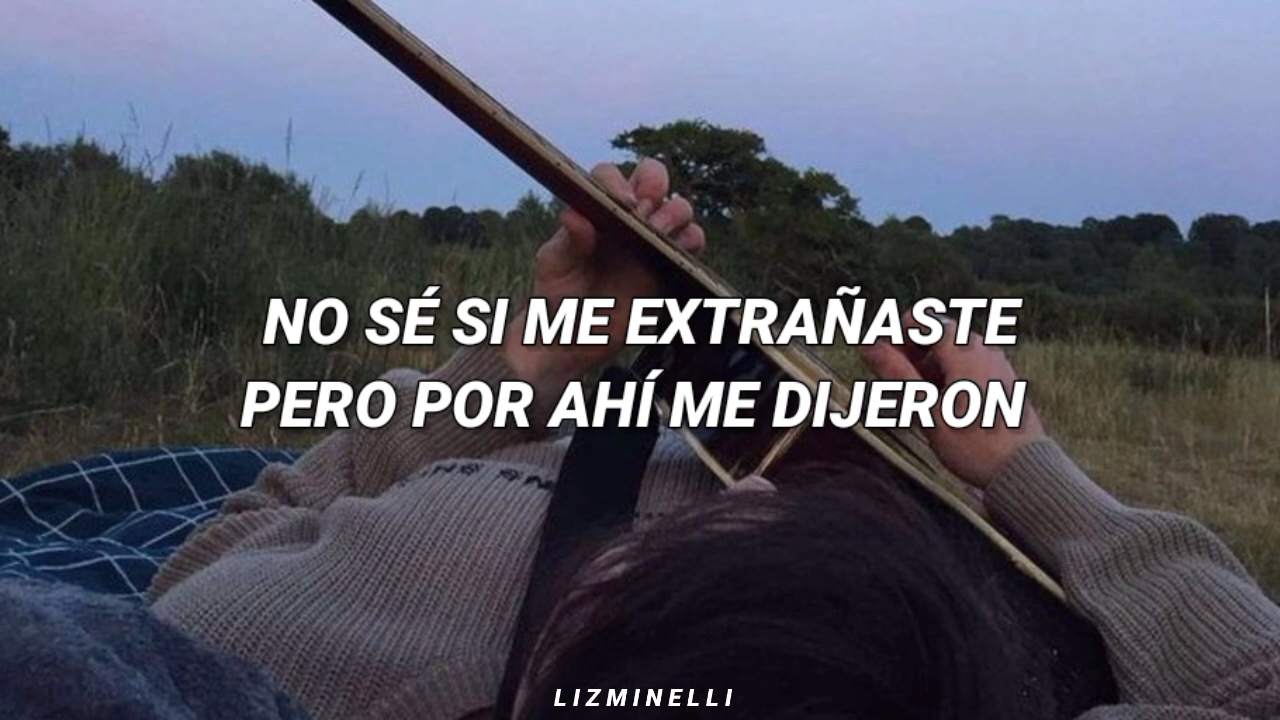 NO SÉ SI ME EXTRAÑASTE
PERO POR AHÍ ME DIJERON
LIZMINELLI